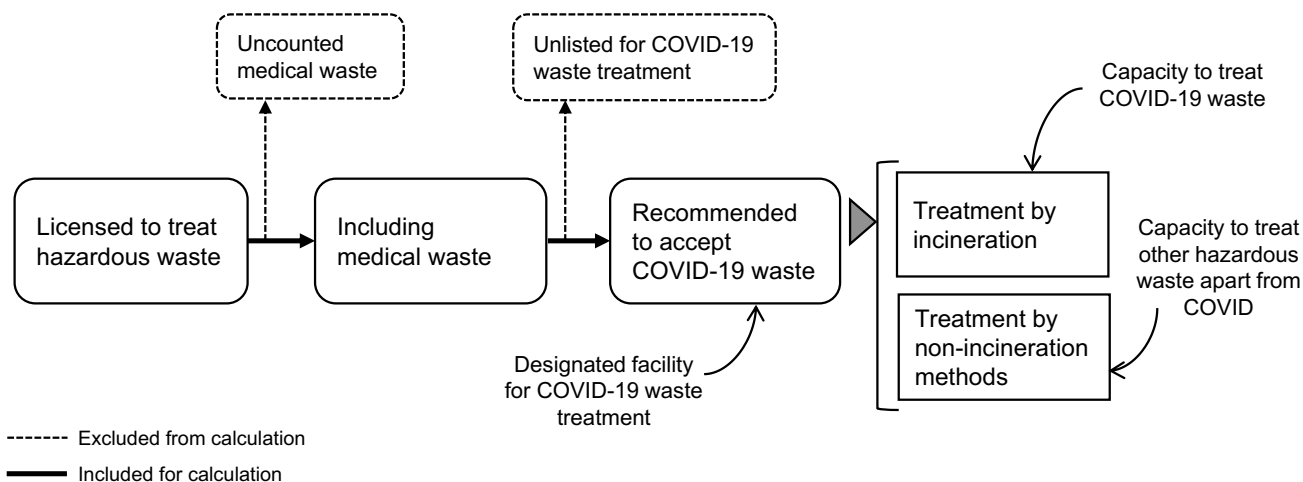 Uncounted
medical waste
Unlisted for COVID-19
waste treatment
Capacity to treat
COVID-19 waste
Licensed to treat
hazardous waste
Including
medical waste
Recommended
to accept
COVID-19 waste
Treatment by
incineration
Capacity to treat
other hazardous
waste apart from
COVID
Treatment by
non-incineration
methods
Designated facility
for COVID-19 waste
treatment
Excluded from calculation
Included for calculation